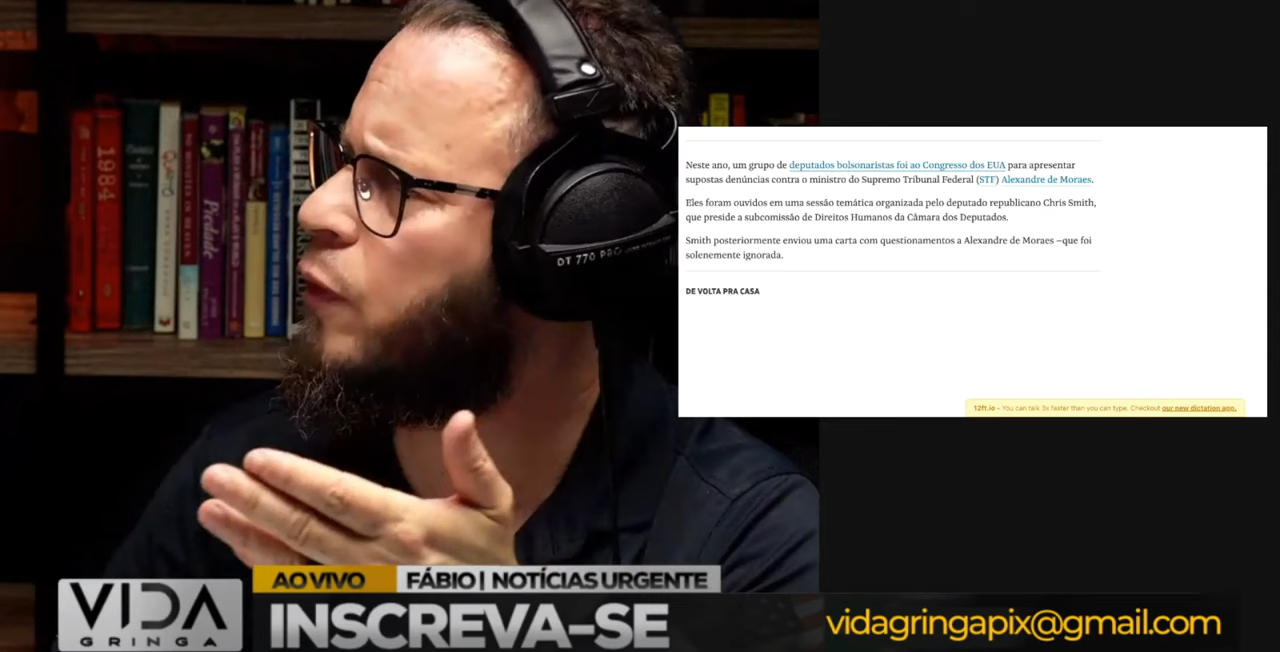 1984
Piedade
DT 770 PRO
Neste ano, um grupo de deputados bolsonaristas foi ao Congresso dos EUA para apresentar
supostas denúncias contra o ministro do Supremo Tribunal Federal (STF) Alexandre de Moraes.
Eles foram ouvidos em uma sessão temática organizada pelo deputado republicano Chris Smith,
que preside a subcomissão de Direitos Humanos da Câmara dos Deputados.
Smith posteriormente enviou uma carta com questionamentos a Alexandre de Moraes –que foi
solenemente ignorada.
DE VOLTA PRA CASA
12ft.io – You can talk 3x faster than you can type. Checkout our new dictation app.
VIDA
GRINGA
AO VIVO
FÁBIO | NOTÍCIAS URGENTE
INSCREVA-SE
vidagringapix@gmail.com